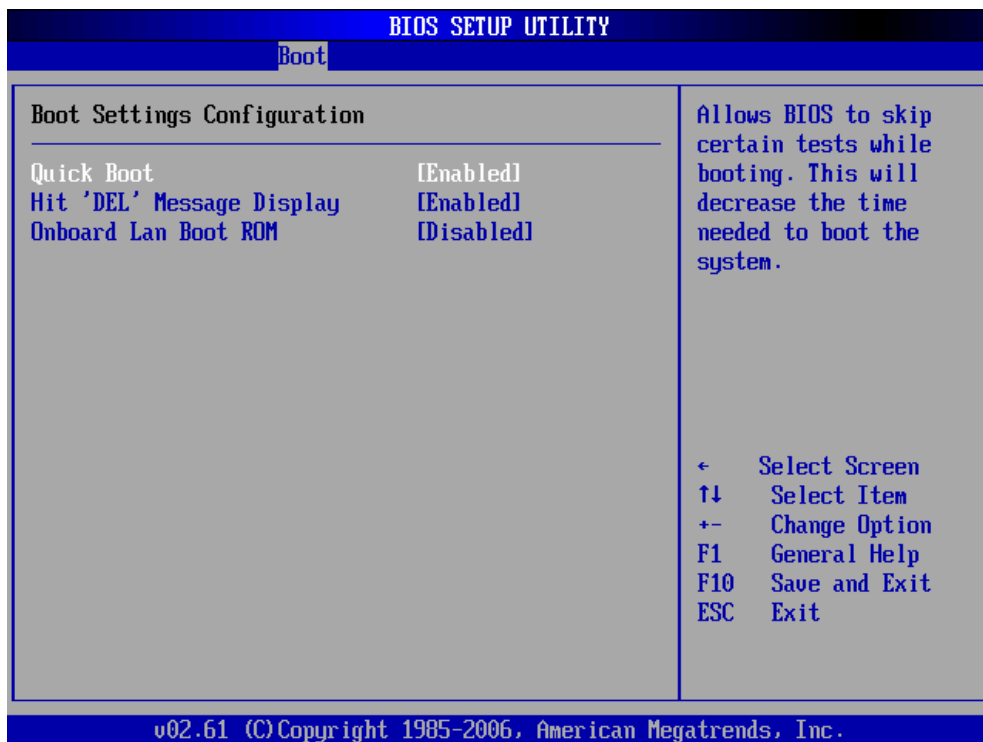 BIOS SETUP UTILITY
Boot
Boot Settings Configuration
Quick Boot [Enabled]
Hit 'DEL' Message Display [Enabled]
Onboard Lan Boot ROM [Disabled]
Allows BIOS to skip
certain tests while
booting. This will
decrease the time
needed to boot the
system.
← Select Screen
↑↓ Select Item
+- Change Option
F1 General Help
F10 Save and Exit
ESC Exit
v02.61 (C)Copyright 1985-2006, American Megatrends, Inc.